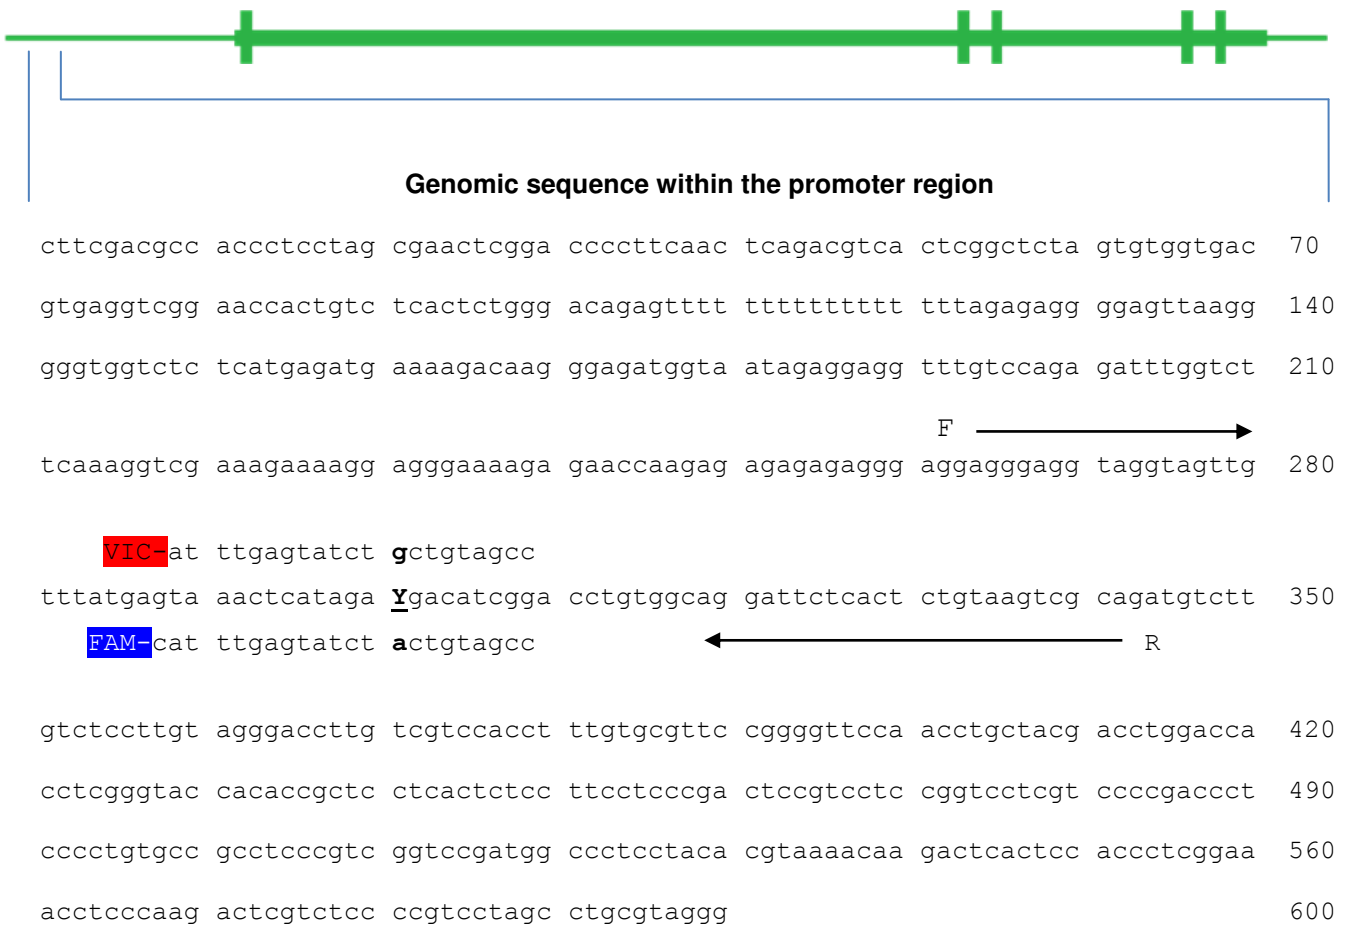 Genomic sequence within the promoter region
cttcgacgcc accctcctag cgaactcgga ccccttcaac tcagacgtca ctcggctcta gtgtggtgac 70
gtgaggtcgg aaccactgtc tcactctggg acagagtttt tttttttttt tttagagagg ggagttaagg 140
gggtggtctc tcatgagatg aaaagacaag ggagatggta atagaggagg tttgtccaga gatttggtct 210
F
tcaaaggtcg aaagaaaagg agggaaaaga gaaccaagag agagagaggg aggagggagg taggtagttg 280
VIC-at ttgagtatct gctgtagcc
tttatgagta aactcataga Ygacatcgga cctgtggcag gattctcact ctgtaagtcg cagatgtctt 350
FAM-cat ttgagtatct actgtagcc R
gtctccttgt agggaccttg tcgtccacct ttgtgcgttc cggggttcca acctgctacg acctggacca 420
cctcgggtac cacaccgctc ctcactctcc ttcctcccga ctccgtcctc cggtcctcgt ccccgaccct 490
cccctgtgcc gcctcccgtc ggtccgatgg ccctcctaca cgtaaaacaa gactcactcc accctcggaa 560
acctcccaag actcgtctcc ccgtcctagc ctgcgtaggg 600